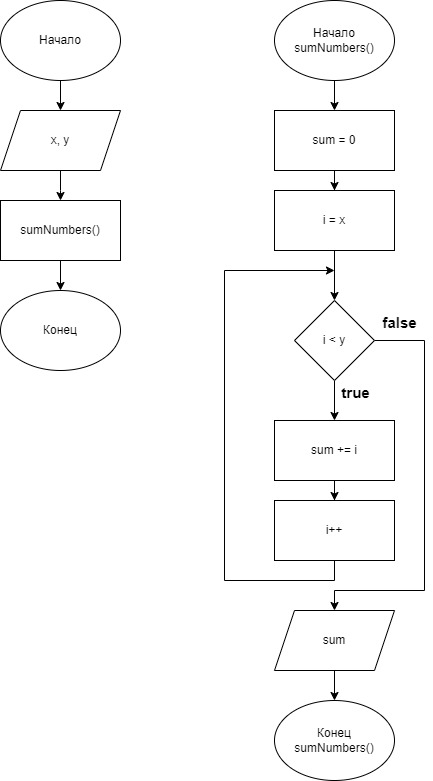 Начало
x, y
sumNumbers()
Конец
Начало
sumNumbers()
sum = 0
i = x
i < y
false
true
sum += i
i++
sum
Конец
sumNumbers()